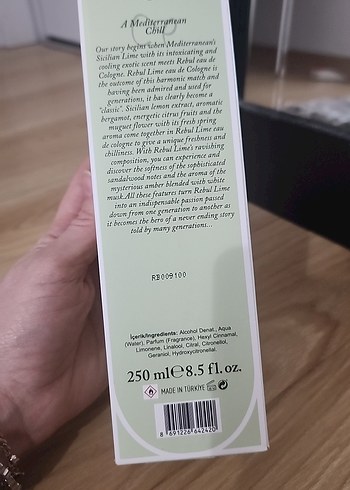 A Mediterranean
Chill
Our story begins when Mediterranean's
Sicilian Lime with its intoxicating and
cooling exotic scent meets Rebul eau de
Cologne. Rebul Lime eau de Cologne is
the outcome of this harmonic match and
having been admired and used for
generations, it has clearly become a
"classic". Sicilian lemon extract, aromatic
bergamot, energetic citrus fruits and the
muguet flower with its fresh spring
aroma come together in Rebul Lime eau
de cologne to give a unique freshness and
chilliness. With Rebul Lime's ravishing
composition, you can experience and
discover the softness of the sophisticated
sandalwood notes and the aroma of the
mysterious amber blended with white
musk.All these features turn Rebul Lime
into an indispensable passion passed
down from one generation to another as
it becomes the hero of a never ending story
told by many generations...
RB009100
İçerik/Ingredients: Alcohol Denat., Aqua
(Water), Parfum (Fragrance), Hexyl Cinnamal,
Limonene, Linalool, Citral, Citronellol,
Geraniol, Hydroxycitronellal.
250 ml℮8.5 fl. oz.
MADE IN TÜRKİYE
8 691226 642420